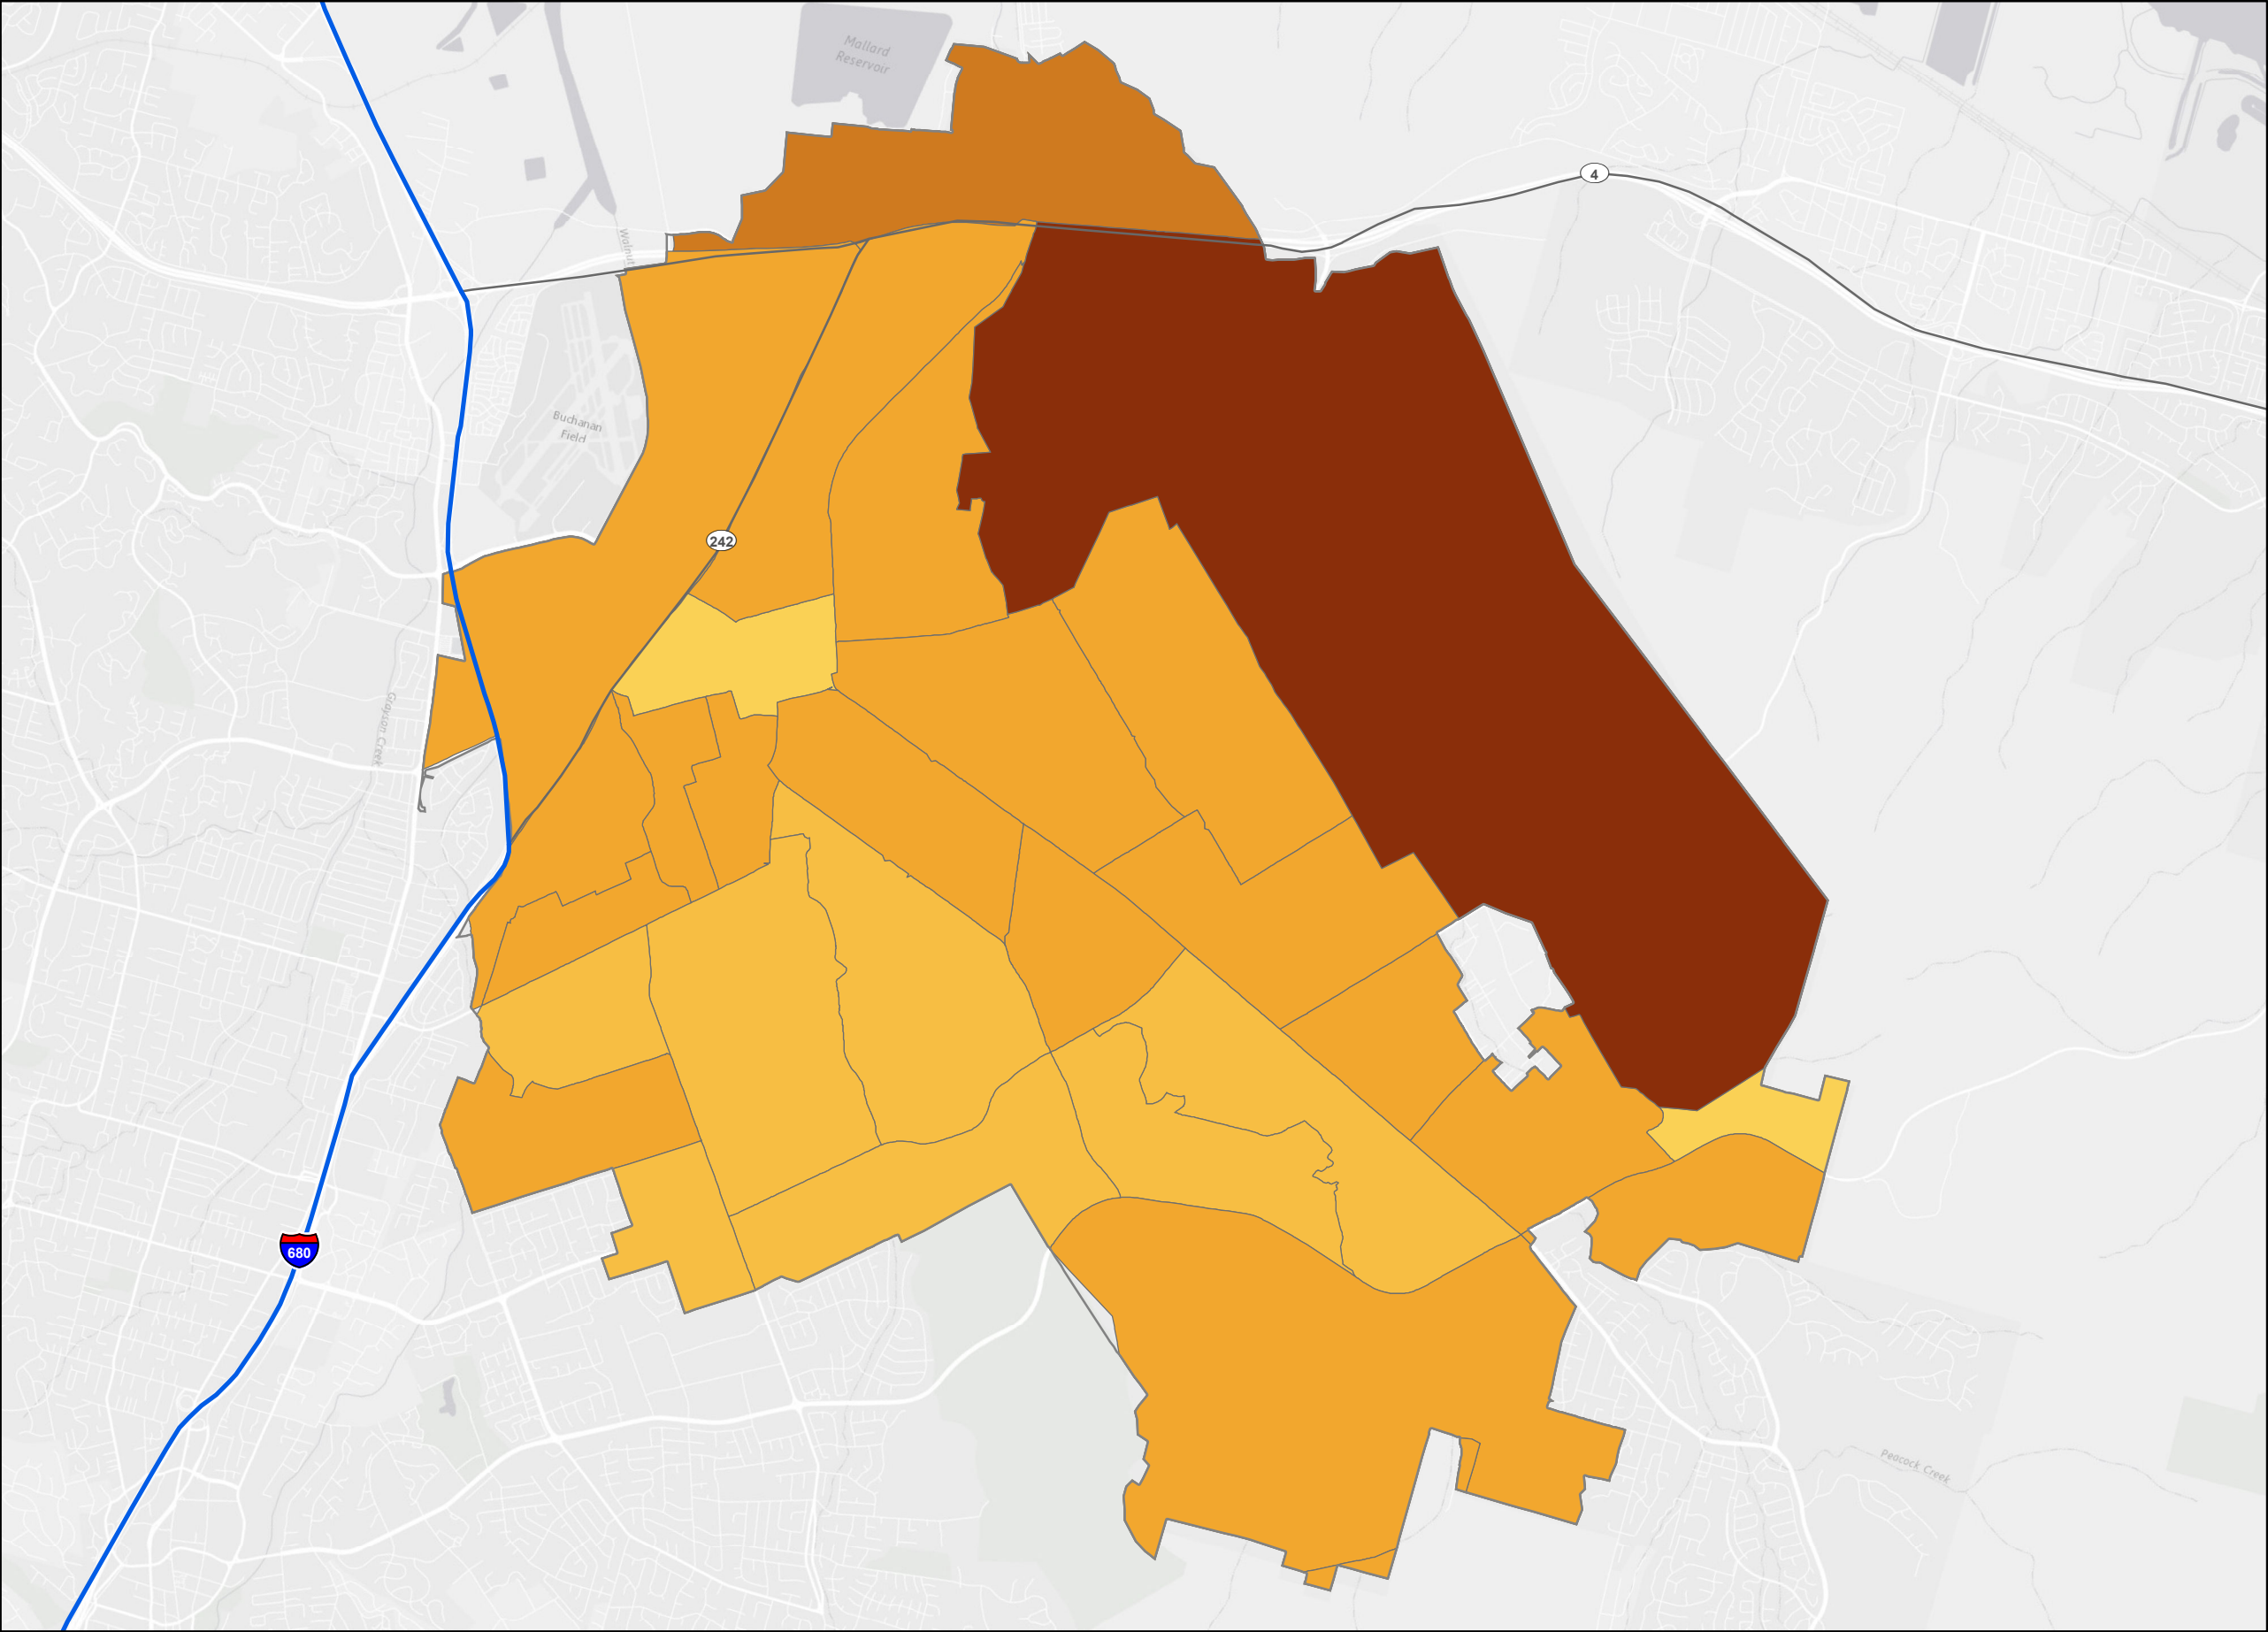 Mallard
Reservoir
4
Walnut
Buchanan
Field
242
Grayson Creek
680
Peacock Creek